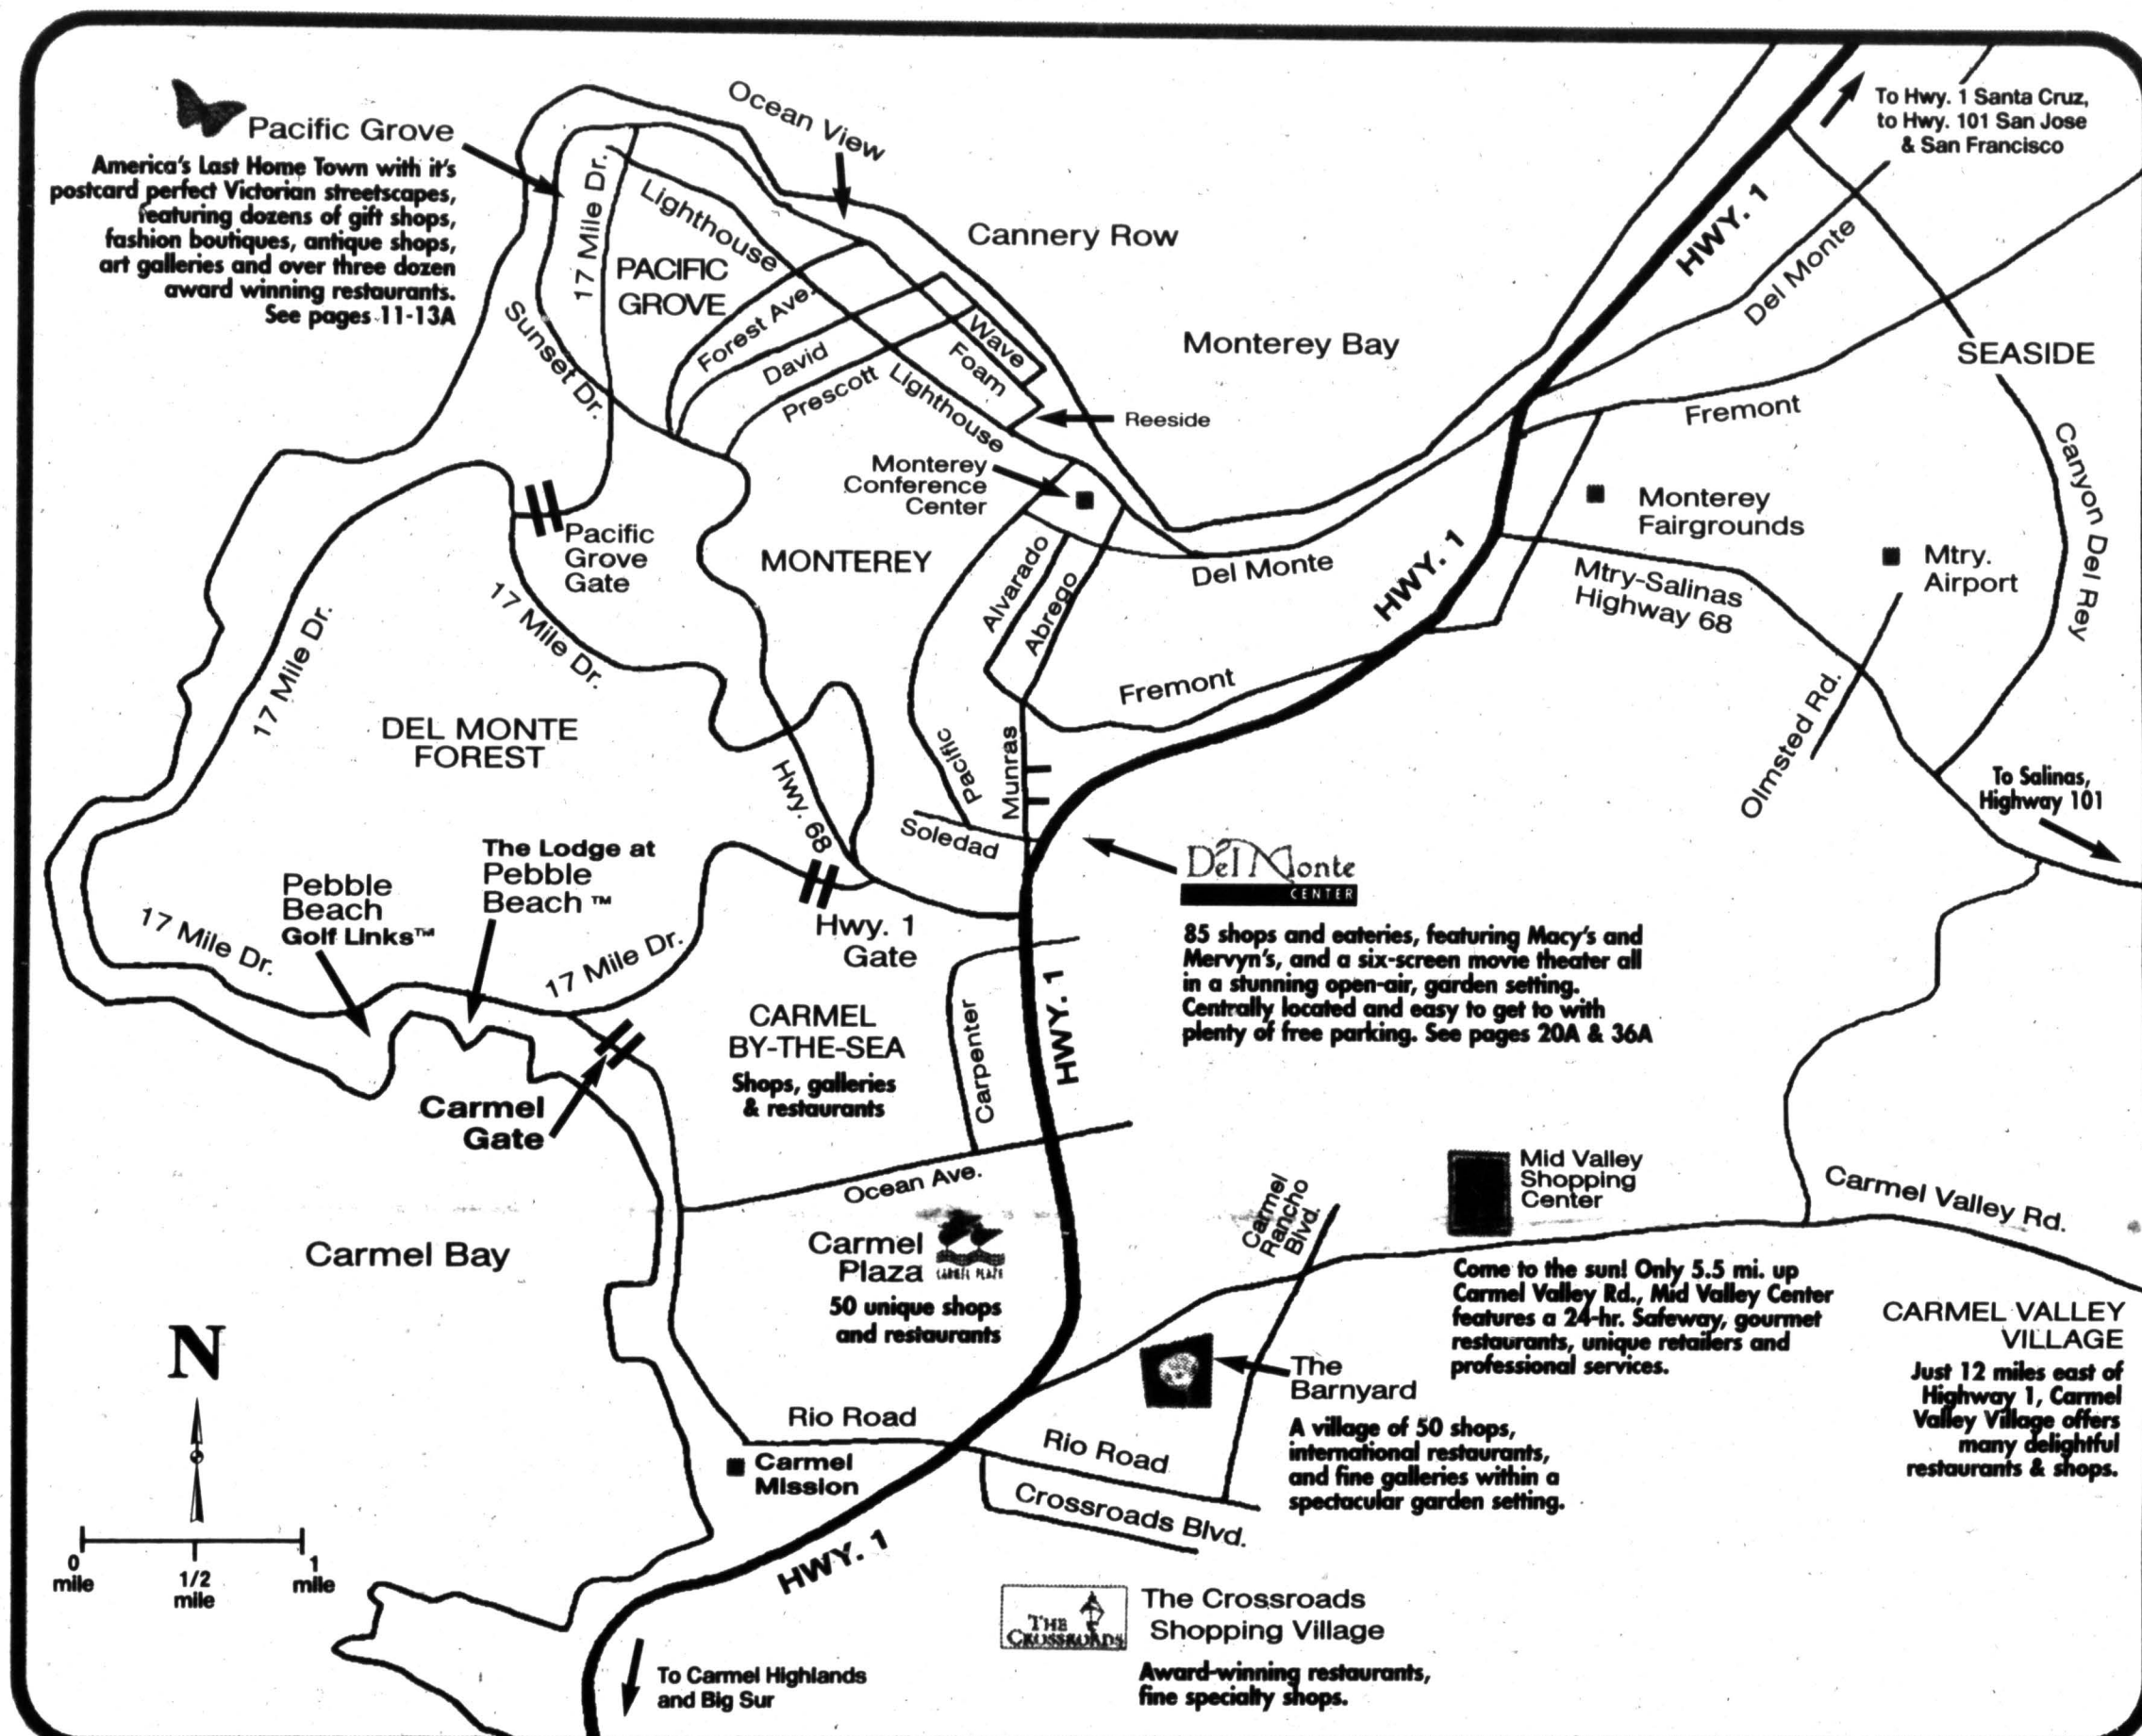 Pacific Grove
America's Last Home Town with it's
postcard perfect Victorian streetscapes,
featuring dozens of gift shops,
fashion boutiques, antique shops,
art galleries and over three dozen
award winning restaurants.
See pages 11-13A
Ocean View
To Hwy. 1 Santa Cruz,
to Hwy. 101 San Jose
& San Francisco
17 Mile Dr.
Lighthouse
PACIFIC
GROVE
Cannery Row
HWY. 1
Del Monte
Sunset Dr.
Forest Ave.
David
Prescott
Lighthouse
Wave
Foam
Reeside
Monterey Bay
SEASIDE
Fremont
Canyon Del Rey
Monterey
Conference
Center
Monterey
Fairgrounds
Mtry.
Airport
Pacific
Grove
Gate
MONTEREY
Alvarado
Abrego
Del Monte
HWY. 1
Mtry-Salinas
Highway 68
17 Mile Dr.
17 Mile Dr.
Fremont
Olmsted Rd.
DEL MONTE
FOREST
Hwy. 68
Pacific
Munras
Soledad
To Salinas,
Highway 101
The Lodge at
Pebble
Beach™
Pebble
Beach
Golf Links™
17 Mile Dr.
17 Mile Dr.
Hwy. 1
Gate
Del Monte
CENTER
85 shops and eateries, featuring Macy's and
Mervyn's, and a six-screen movie theater all
in a stunning open-air, garden setting.
Centrally located and easy to get to with
plenty of free parking. See pages 20A & 36A
CARMEL
BY-THE-SEA
Shops, galleries
& restaurants
Carpenter
HWY. 1
Carmel
Gate
Ocean Ave.
Carmel Bay
Carmel
Plaza
CARMEL PLAZA
50 unique shops
and restaurants
Carmel
Rancho
Blvd.
Mid Valley
Shopping
Center
Carmel Valley Rd.
Come to the sun! Only 5.5 mi. up
Carmel Valley Rd., Mid Valley Center
features a 24-hr. Safeway, gourmet
restaurants, unique retailers and
professional services.
CARMEL VALLEY
VILLAGE
Just 12 miles east of
Highway 1, Carmel
Valley Village offers
many delightful
restaurants & shops.
The
Barnyard
A village of 50 shops,
international restaurants,
and fine galleries within a
spectacular garden setting.
N
Rio Road
Rio Road
Carmel
Mission
Crossroads Blvd.
0
mile
1/2
mile
1
mile
HWY. 1
THE
CROSSROADS
The Crossroads
Shopping Village
Award-winning restaurants,
fine specialty shops.
To Carmel Highlands
and Big Sur